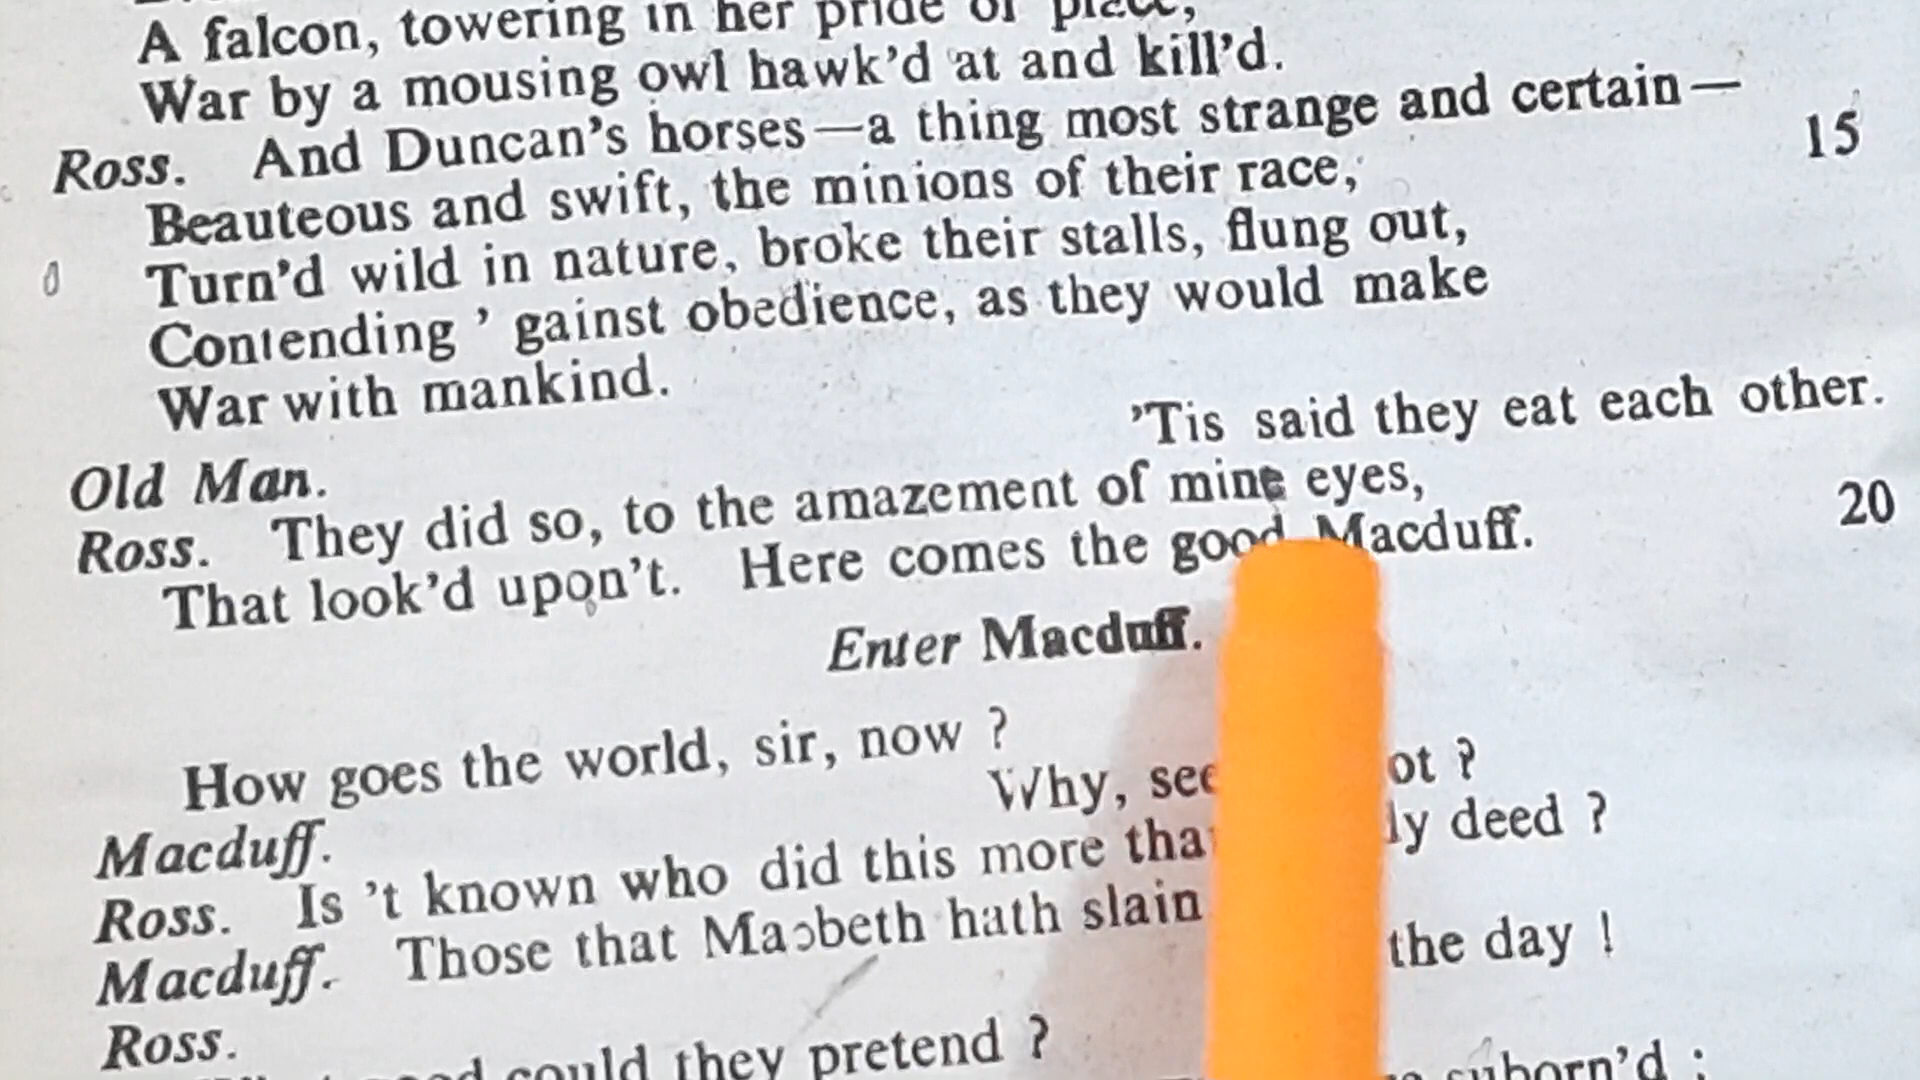 A falcon, towering in her pride of place,
War by a mousing owl hawk'd at and kill'd.
Ross. And Duncan's horses—a thing most strange and certain—
Beauteous and swift, the minions of their race, 15
Turn'd wild in nature, broke their stalls, flung out,
Contending ' gainst obedience, as they would make
War with mankind.
Old Man. 'Tis said they eat each other.
Ross. They did so, to the amazement of mine eyes,
That look'd upon't. Here comes the good Macduff. 20
Enter Macduff.
How goes the world, sir, now ?
Macduff. Why, see ot ?
Ross. Is 't known who did this more tha ly deed ?
Macduff. Those that Macbeth hath slain
Ross. the day !
good could they pretend ?
suborn'd ;